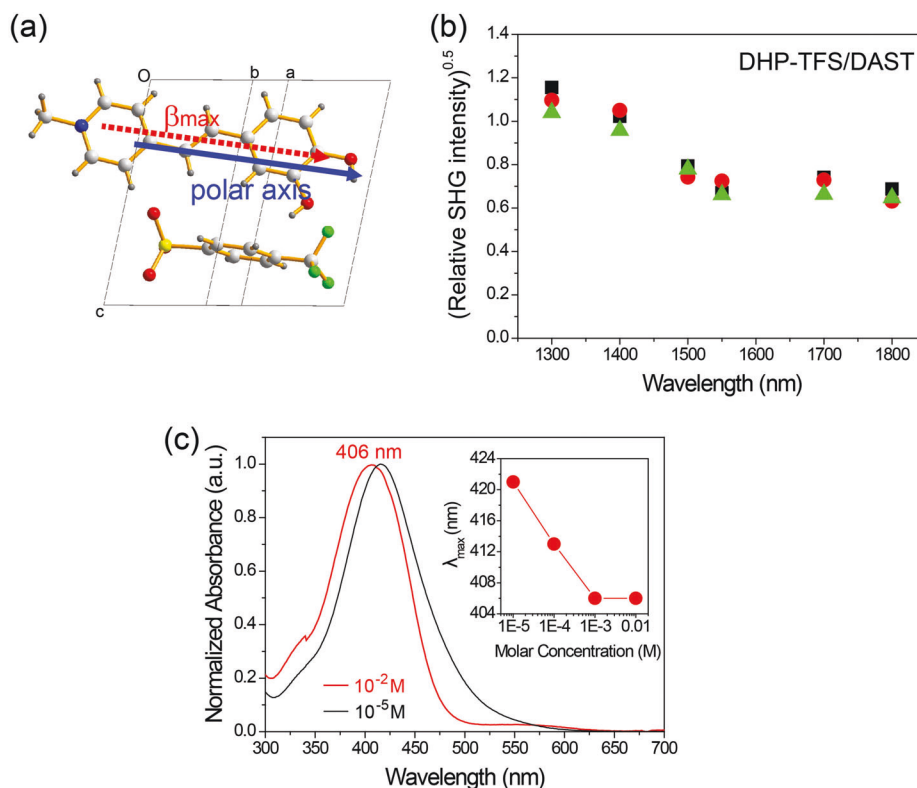 (a)
O
b
a
βmax
polar axis
c
(b)
DHP-TFS/DAST
(Relative SHG intensity)^0.5
1.4
1.2
1.0
0.8
0.6
0.4
0.2
0.0
1300 1400 1500 1600 1700 1800
Wavelength (nm)
(c)
406 nm
Normalized Absorbance (a.u.)
1.0
0.8
0.6
0.4
0.2
0.0
10⁻²M
10⁻⁵M
300 350 400 450 500 550 600 650 700
Wavelength (nm)
λmax (nm)
424
420
416
412
408
404
1E-5 1E-4 1E-3 0.01
Molar Concentration (M)